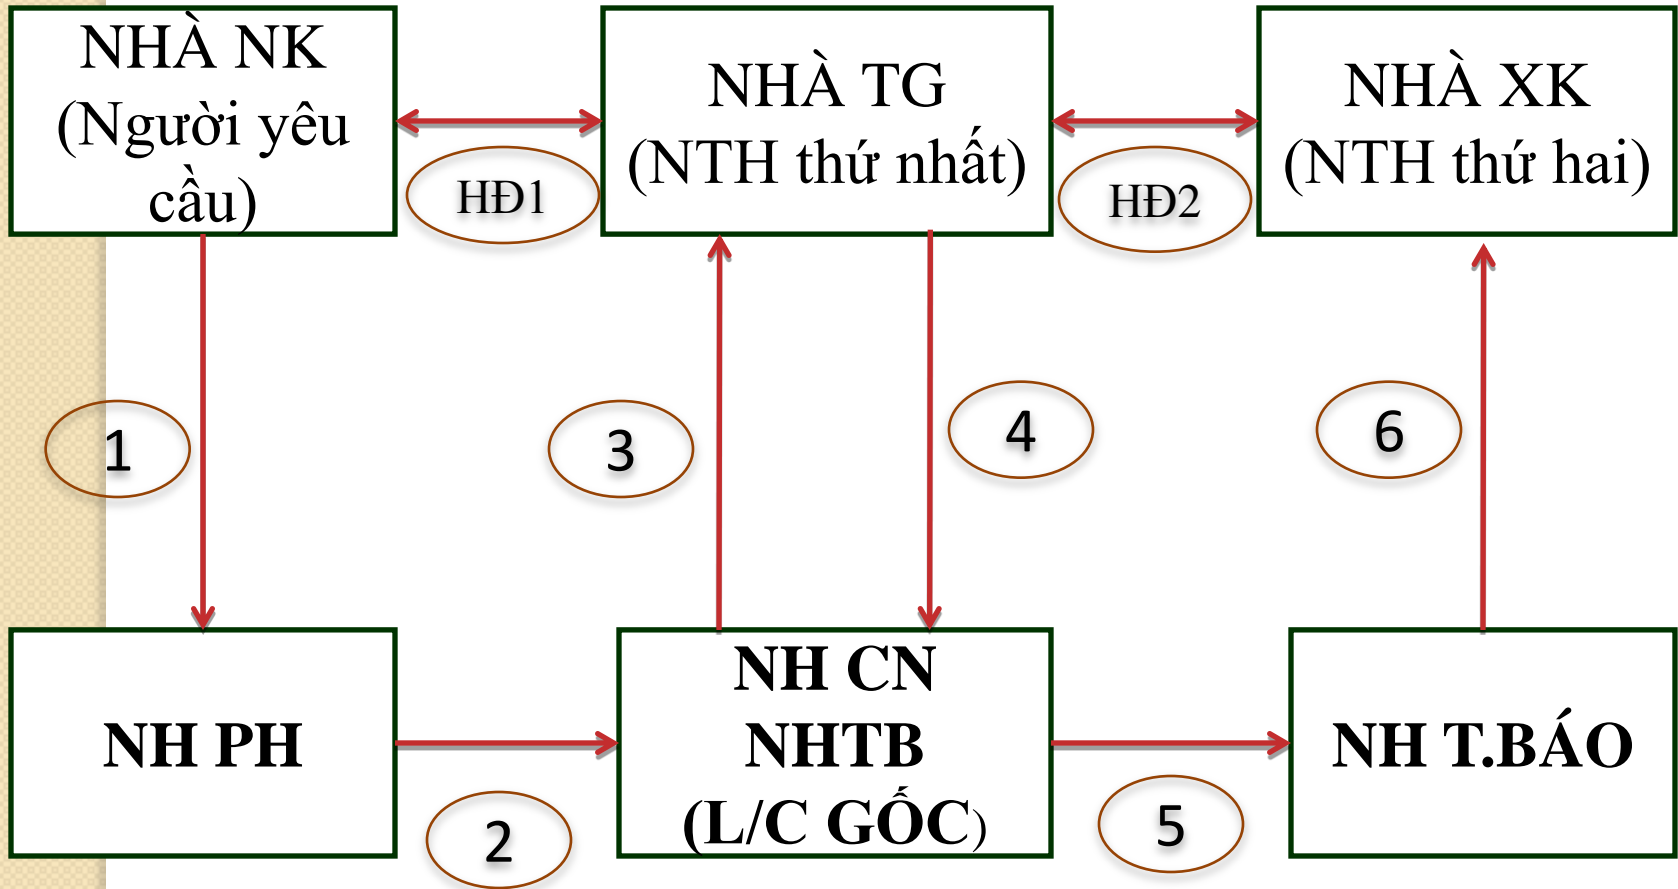 NHÀ NK
(Người yêu
cầu)
HĐ1
NHÀ TG
(NTH thứ nhất)
HĐ2
NHÀ XK
(NTH thứ hai)
1
3
4
6
NH PH
2
NH CN
NHTB
(L/C GỐC)
5
NH T.BÁO